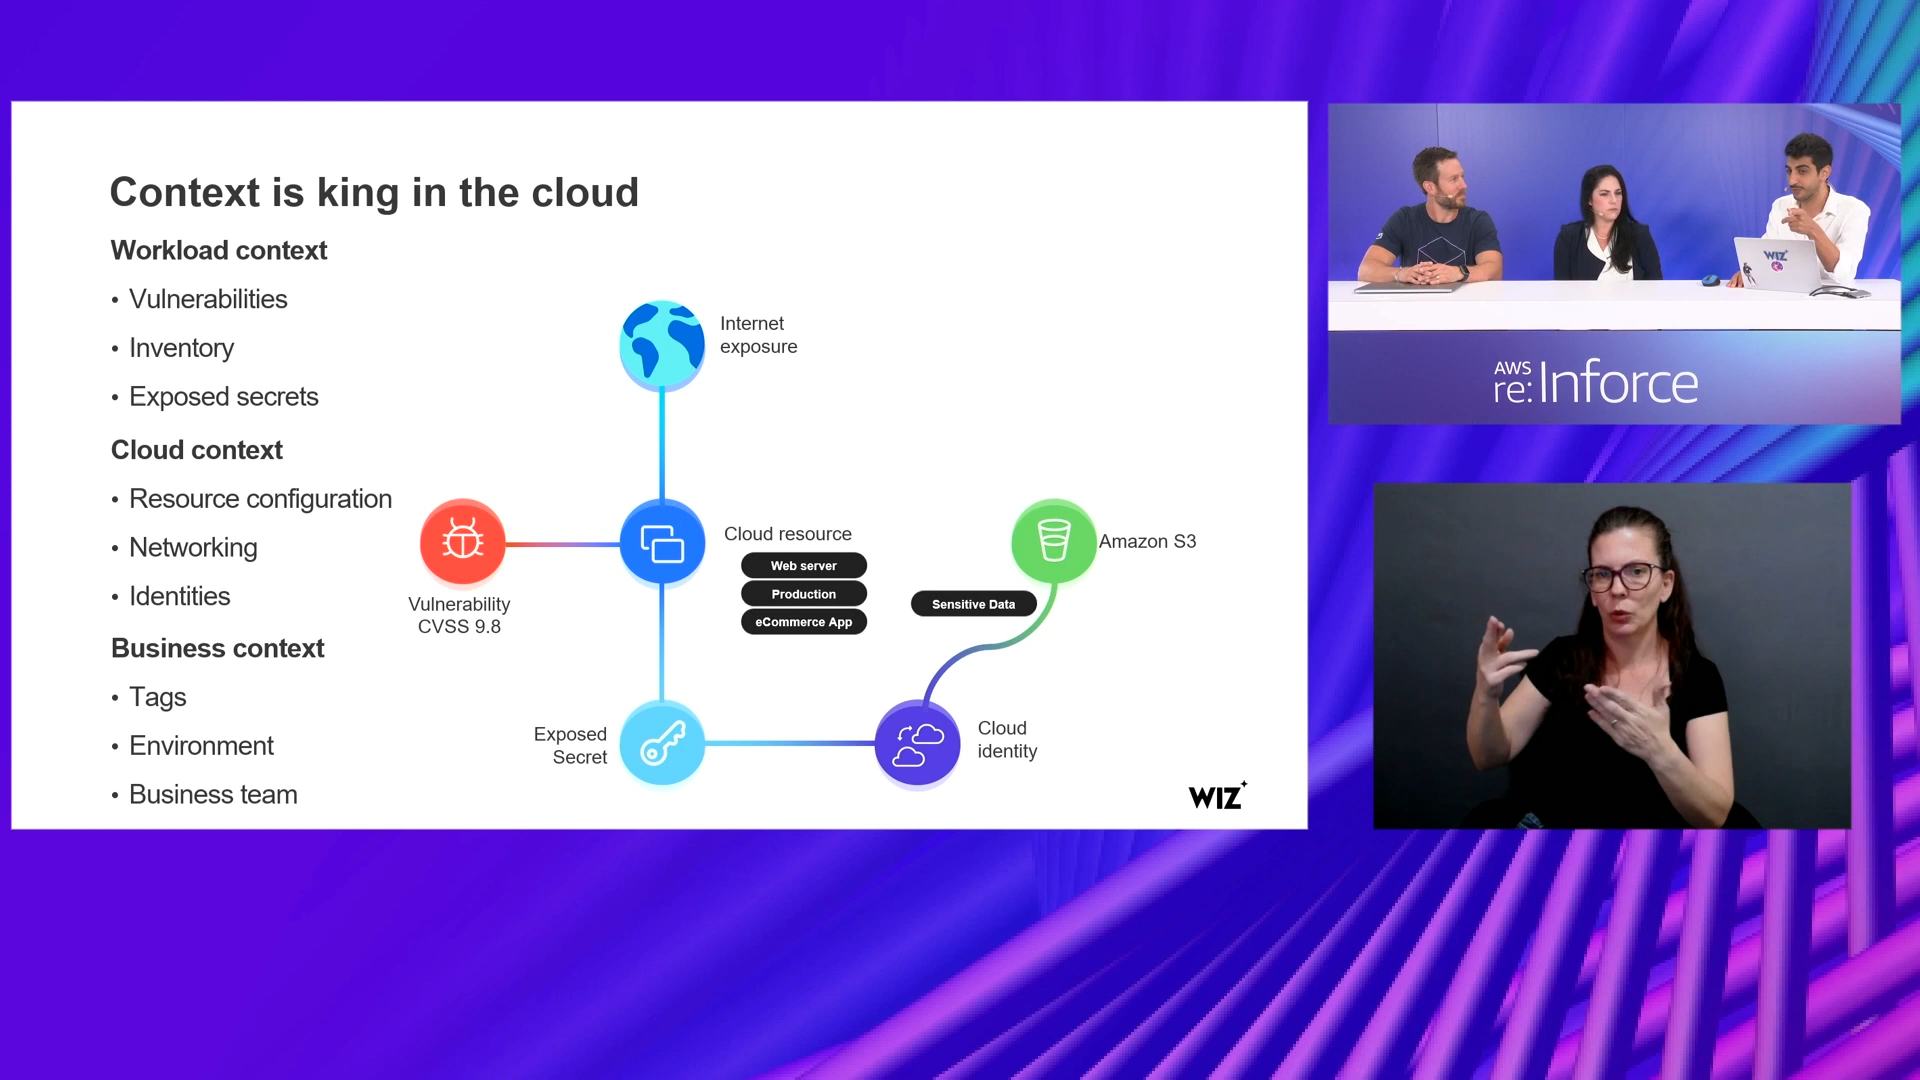 Context is king in the cloud
Workload context
• Vulnerabilities
• Inventory
• Exposed secrets
Cloud context
• Resource configuration
• Networking
• Identities
Business context
• Tags
• Environment
• Business team
Internet
exposure
Vulnerability
CVSS 9.8
Cloud resource
Web server
Production
eCommerce App
Amazon S3
Sensitive Data
Exposed
Secret
Cloud
identity
WIZ
WIZ
AWS
re:Inforce